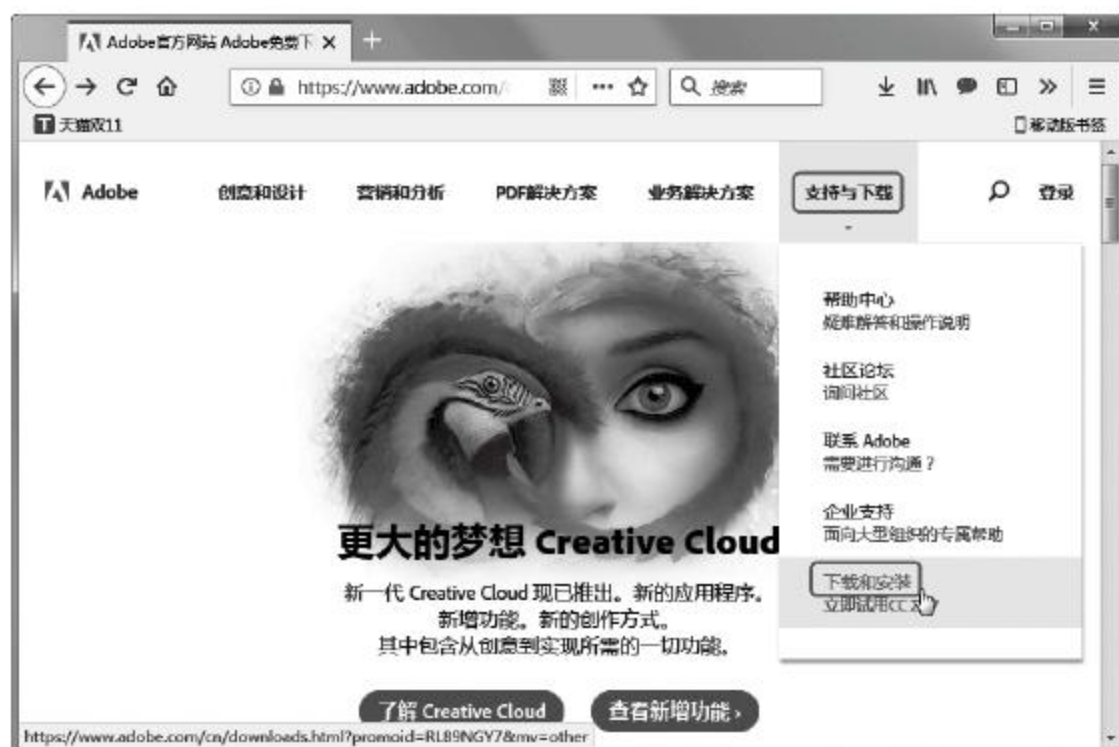 Adobe官方网站 Adobe免费下
https://www.adobe.com/
搜索
天猫双11
移动版书签
Adobe
创意和设计
营销和分析
PDF解决方案
业务解决方案
支持与下载
登录
帮助中心
疑难解答和操作说明
社区论坛
询问社区
联系 Adobe
需要进行沟通？
企业支持
面向大型组织的专属帮助
下载和安装
立即试用CC
更大的梦想 Creative Cloud
新一代 Creative Cloud 现已推出。新的应用程序。
新增功能。新的创作方式。
其中包含从创意到实现所需的一切功能。
了解 Creative Cloud
查看新增功能 ›
https://www.adobe.com/cn/downloads.html?promoid=RL89NGY7&mv=other